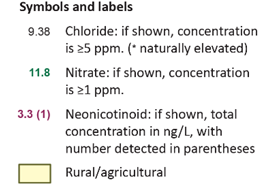 Symbols and labels
9.38 Chloride: if shown, concentration
is ≥5 ppm. (* naturally elevated)
11.8 Nitrate: if shown, concentration
is ≥1 ppm.
3.3 (1) Neonicotinoid: if shown, total
concentration in ng/L, with
number detected in parentheses
Rural/agricultural